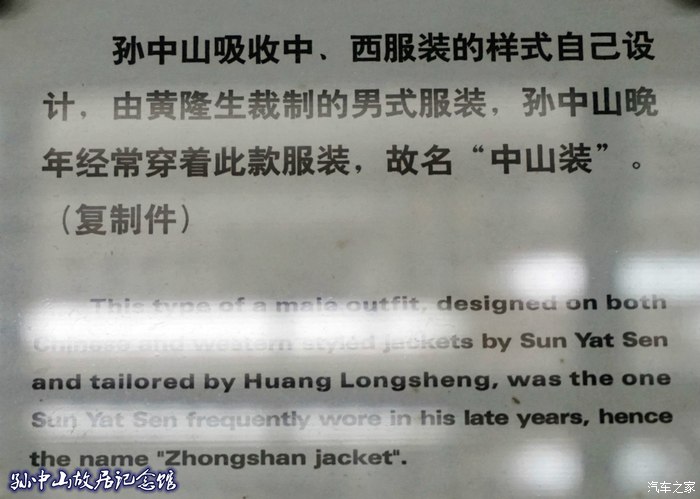 孙中山吸收中、西服装的样式自己设
计，由黄隆生裁制的男式服装，孙中山晚
年经常穿着此款服装，故名“中山装”。
（复制件）
This type of a male outfit, designed on both
Chinese and western styled jackets by Sun Yat Sen
and tailored by Huang Longsheng, was the one
Sun Yat Sen frequently wore in his late years, hence
the name "Zhongshan jacket".
孙中山故居记念馆
汽车之家